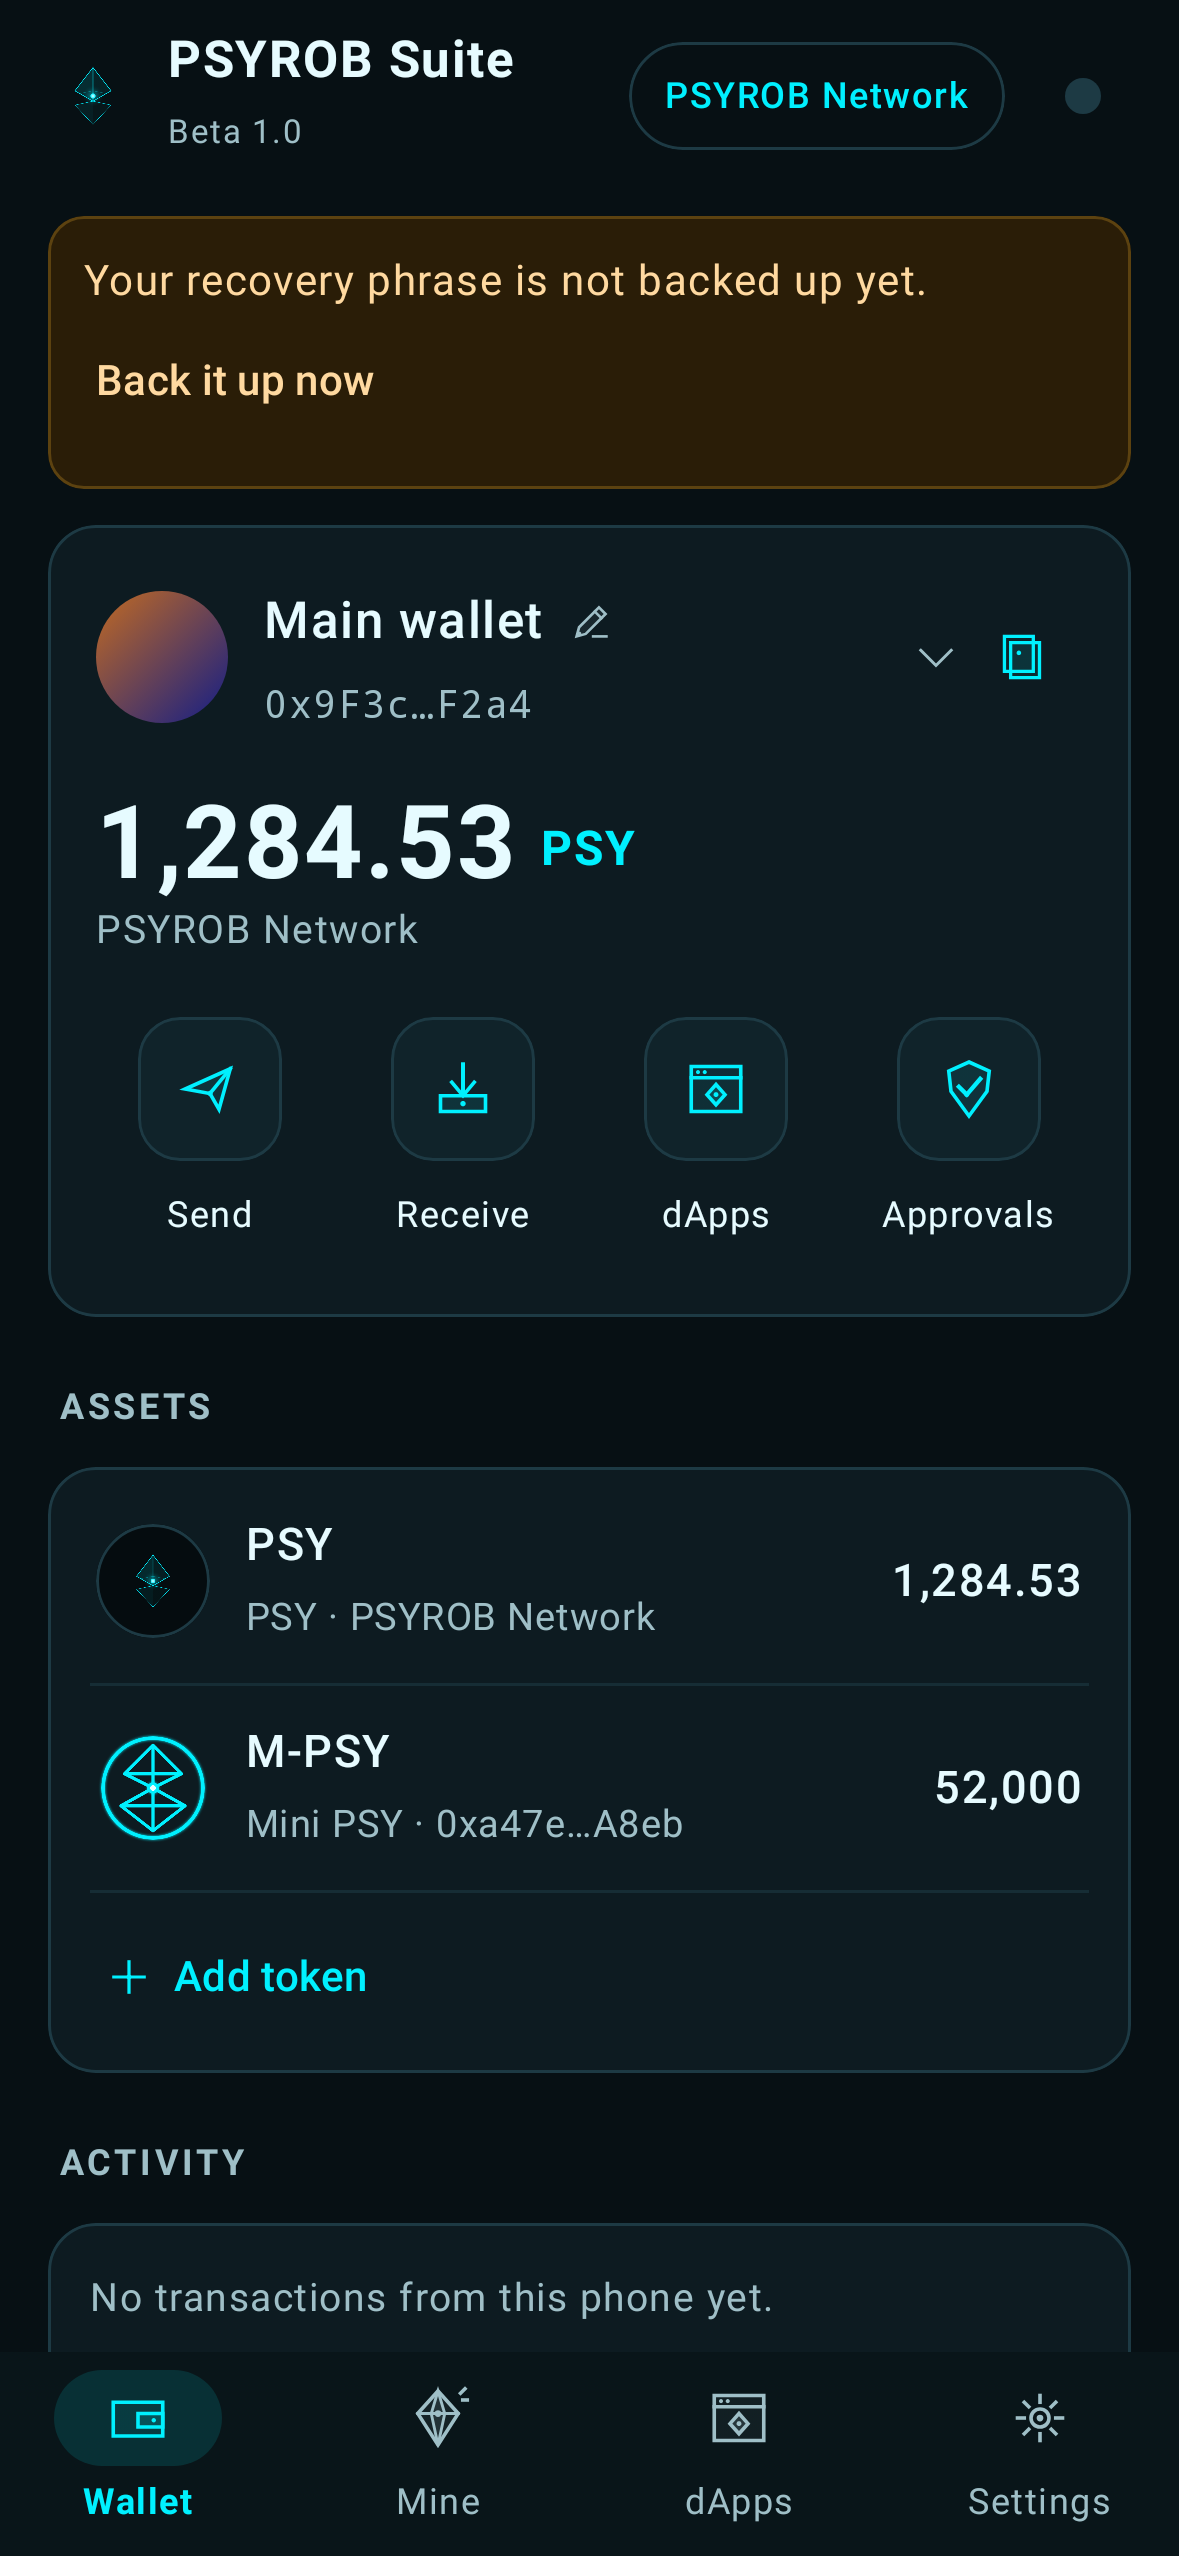 PSYROB Suite
Beta 1.0
PSYROB Network
Your recovery phrase is not backed up yet.
Back it up now
Main wallet
0x9F3c…F2a4
1,284.53 PSY
PSYROB Network
Send
Receive
dApps
Approvals
ASSETS
PSY
PSY · PSYROB Network
1,284.53
M-PSY
Mini PSY · 0xa47e…A8eb
52,000
Add token
ACTIVITY
No transactions from this phone yet.
Wallet
Mine
dApps
Settings